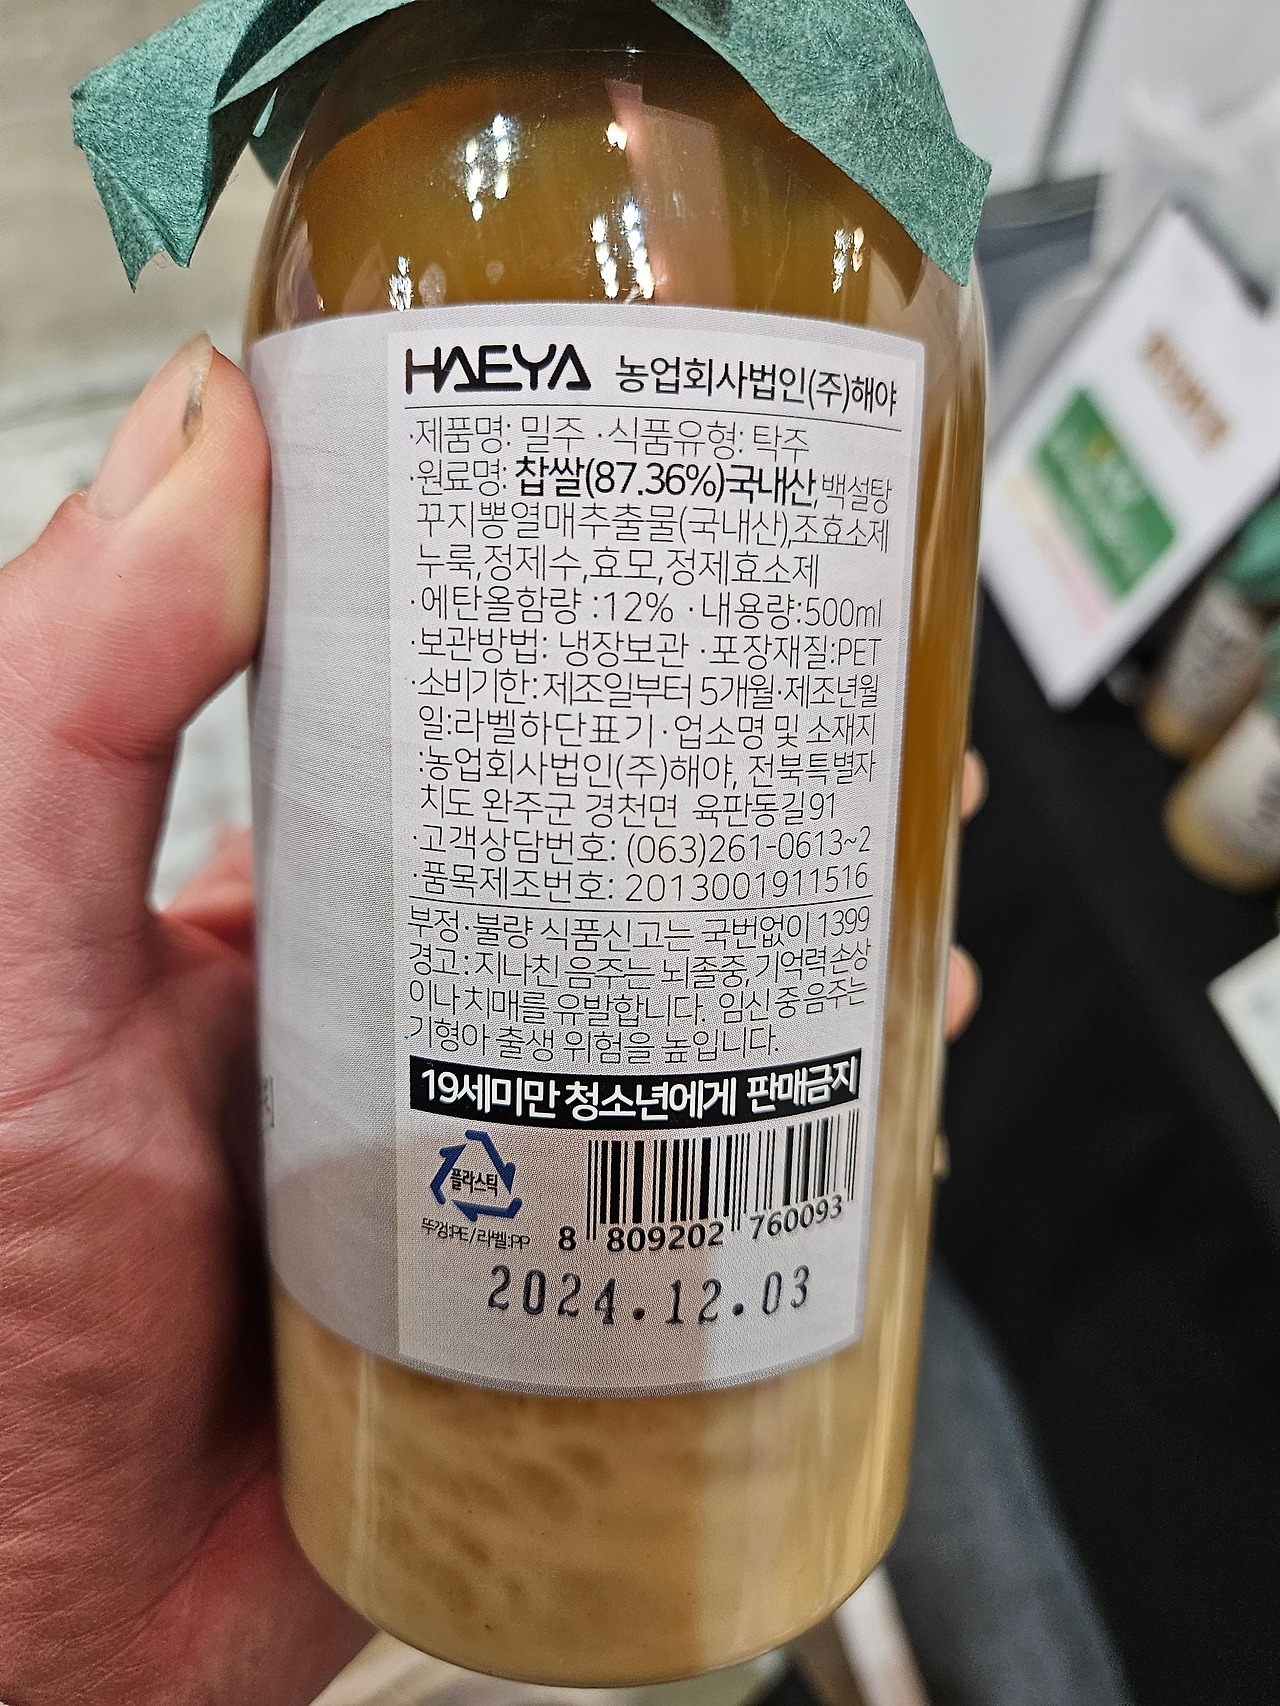 HAEYA 농업회사법인(주)해야
·제품명: 밀주 ·식품유형: 탁주
·원료명: 찹쌀(87.36%)국내산, 백설탕
꾸지뽕열매추출물(국내산),조효소제
누룩,정제수,효모,정제효소제
·에탄올함량 :12% ·내용량:500ml
·보관방법: 냉장보관 ·포장재질:PET
·소비기한:제조일부터 5개월·제조년월
일:라벨하단표기·업소명 및 소재지
:농업회사법인(주)해야, 전북특별자
치도 완주군 경천면 육판동길91
·고객상담번호: (063)261-0613~2
·품목제조번호: 2013001911516
부정·불량 식품신고는 국번없이 1399
경고:지나친 음주는 뇌졸중,기억력 손상
이나 치매를 유발합니다. 임신 중 음주는
기형아 출생 위험을 높입니다.
19세미만 청소년에게 판매금지
플라스틱
뚜껑:PE/라벨:PP
8 809202 760093
2024.12.03